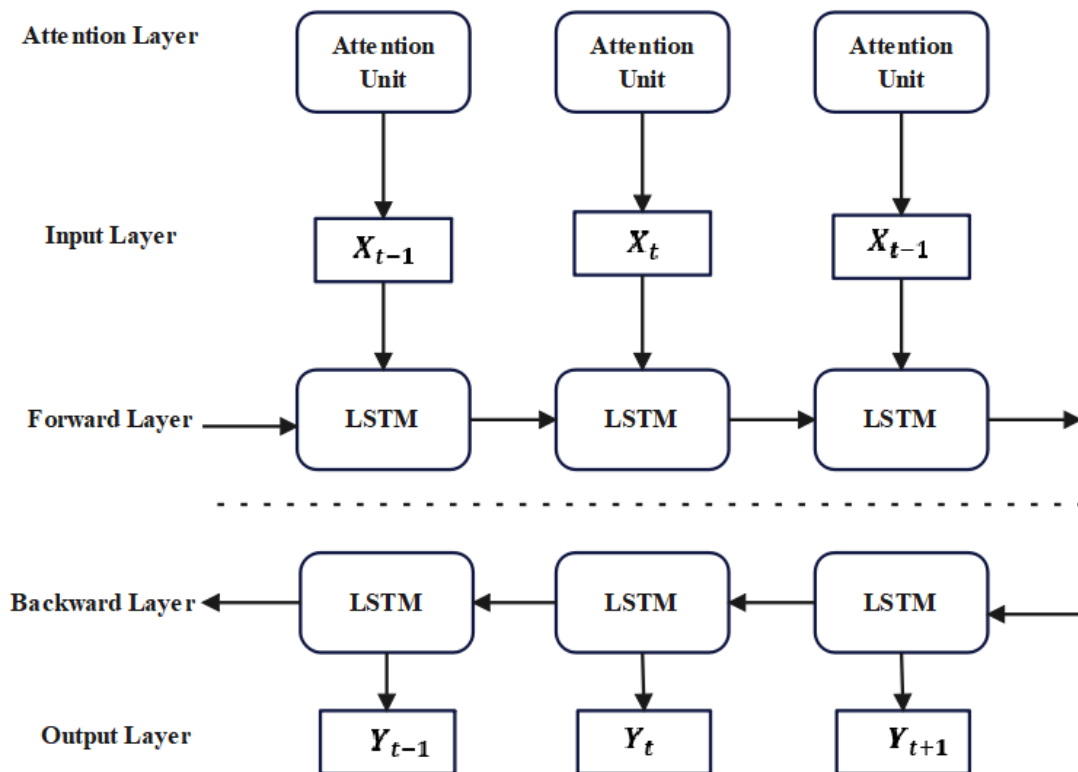 Attention Layer
Attention Unit
Attention Unit
Attention Unit
Input Layer
X_{t-1}
X_t
X_{t-1}
Forward Layer
LSTM
LSTM
LSTM
Backward Layer
LSTM
LSTM
LSTM
Output Layer
Y_{t-1}
Y_t
Y_{t+1}